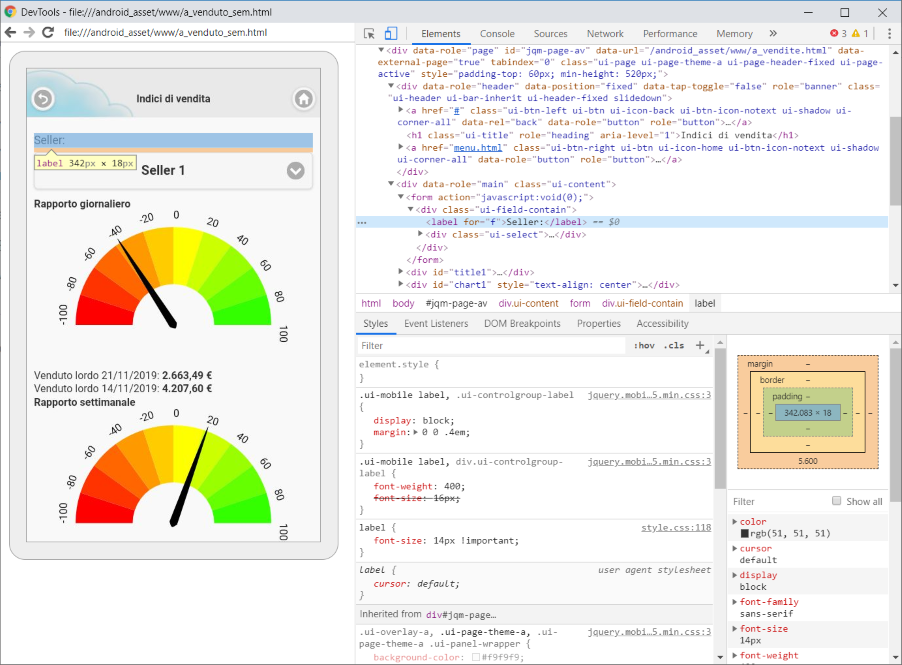 DevTools - file:///android_asset/www/a_venduto_sem.html
file:///android_asset/www/a_venduto_sem.html
Indici di vendita
Seller:
label 342px × 18px
Seller 1
Rapporto giornaliero
-100 -80 -60 -40 -20 0 20 40 60 80 100
Venduto lordo 21/11/2019: 2.663,49 €
Venduto lordo 14/11/2019: 4.207,60 €
Rapporto settimanale
-100 -80 -60 -40 -20 0 20 40 60 80 100
Elements Console Sources Network Performance Memory » 3 1
▼<div data-role="page" id="jqm-page-av" data-url="/android_asset/www/a_vendite.html" data-
external-page="true" tabindex="0" class="ui-page ui-page-theme-a ui-page-header-fixed ui-page-
active" style="padding-top: 60px; min-height: 520px;">
▼<div data-role="header" data-position="fixed" data-tap-toggle="false" role="banner" class=
"ui-header ui-bar-inherit ui-header-fixed slidedown">
▶<a href="#" class="ui-btn-left ui-btn ui-icon-back ui-btn-icon-notext ui-shadow ui-
corner-all" data-rel="back" data-role="button" role="button">…</a>
<h1 class="ui-title" role="heading" aria-level="1">Indici di vendita</h1>
▶<a href="menu.html" class="ui-btn-right ui-btn ui-icon-home ui-btn-icon-notext ui-shadow
ui-corner-all" data-role="button" role="button">…</a>
</div>
▼<div data-role="main" class="ui-content">
▼<form action="javascript:void(0);">
▼<div class="ui-field-contain">
… <label for="f">Seller:</label> == $0
▶<div class="ui-select">…</div>
</div>
</form>
▶<div id="title1">…</div>
▶<div id="chart1" style="text-align: center">…</div>
html body #jqm-page-av div.ui-content form div.ui-field-contain label
Styles Event Listeners DOM Breakpoints Properties Accessibility
Filter :hov .cls +
element.style {
}
.ui-mobile label, .ui-controlgroup-label jquery.mobi…5.min.css:3
{
display: block;
margin:▶ 0 0 .4em;
}
.ui-mobile label, div.ui-controlgroup- jquery.mobi…5.min.css:3
label {
font-weight: 400;
font-size: 16px;
}
label { style.css:118
font-size: 14px !important;
}
label { user agent stylesheet
cursor: default;
}
Inherited from div#jqm-page…
.ui-overlay-a, .ui-page-theme-a, .ui- jquery.mobi…5.min.css:3
page-theme-a .ui-panel-wrapper {
background-color: #f9f9f9;
margin –
border –
padding –
– – – 342.083 × 18 – – –
–
–
5.600
Filter Show all
▶ color
rgb(51, 51, 51)
▶ cursor
default
▶ display
block
▶ font-family
sans-serif
▶ font-size
14px
▶ font-weight